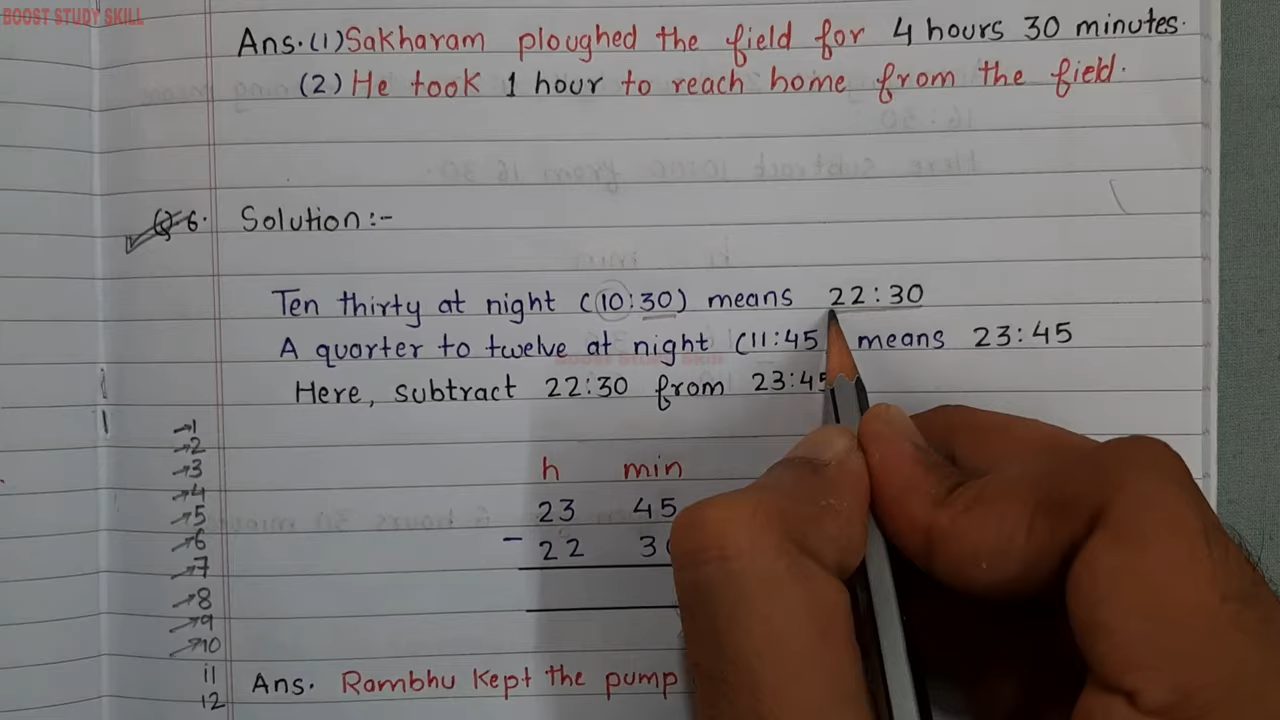 BOOST STUDY SKILL
Ans. (1) Sakharam ploughed the field for 4 hours 30 minutes.
(2) He took 1 hour to reach home from the field.
Q-6. Solution :-
Ten thirty at night (10:30) means 22:30
A quarter to twelve at night (11:45 means 23:45
Here, subtract 22:30 from 23:45
→1
→2
→3
→4
→5
→6
→7
→8
→9
→10
11
12
h min
23 45
- 22 30
Ans. Rambhu kept the pump